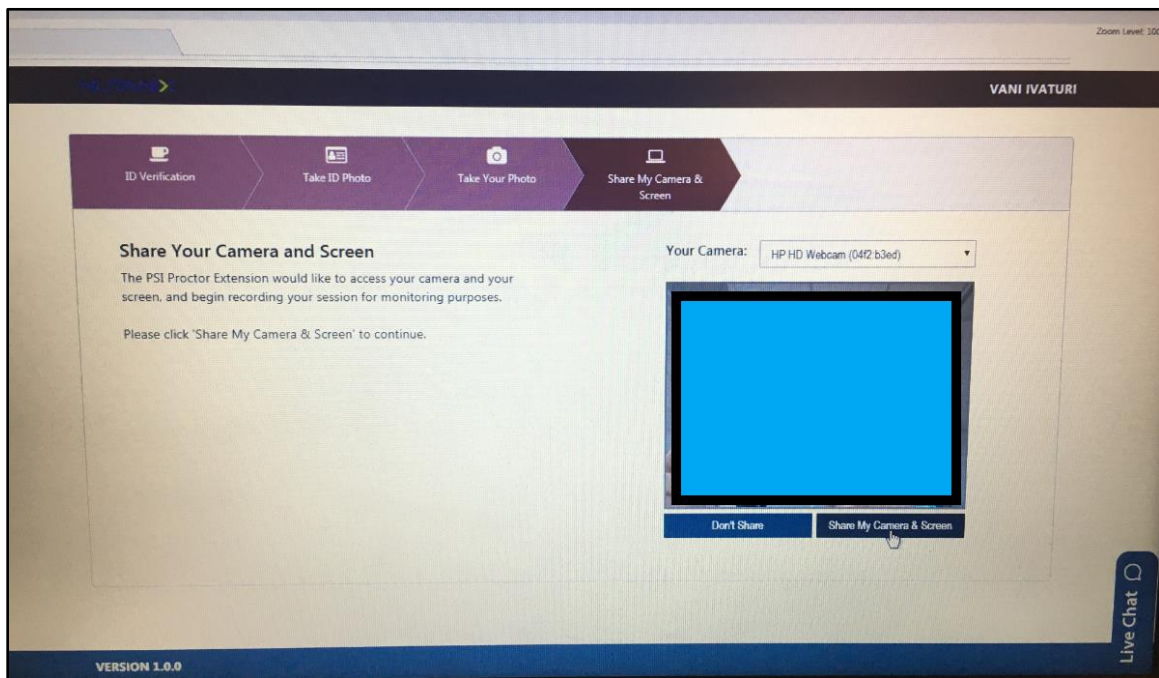 Zoom Level: 100
VANI IVATURI
ID Verification
Take ID Photo
Take Your Photo
Share My Camera &
Screen
Share Your Camera and Screen
The PSI Proctor Extension would like to access your camera and your
screen, and begin recording your session for monitoring purposes.
Please click 'Share My Camera & Screen' to continue.
Your Camera:
HP HD Webcam (04f2:b3ed)
Don't Share
Share My Camera & Screen
Live Chat
VERSION 1.0.0